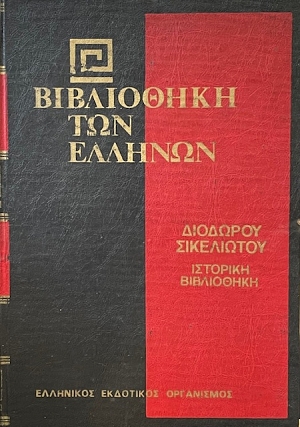 ΒΙΒΛΙΟΘΗΚΗ
ΤΩΝ
ΕΛΛΗΝΩΝ
ΔΙΟΔΩΡΟΥ
ΣΙΚΕΛΙΩΤΟΥ
ΙΣΤΟΡΙΚΗ
ΒΙΒΛΙΟΘΗΚΗ
ΕΛΛΗΝΙΚΟΣ ΕΚΔΟΤΙΚΟΣ ΟΡΓΑΝΙΣΜΟΣ